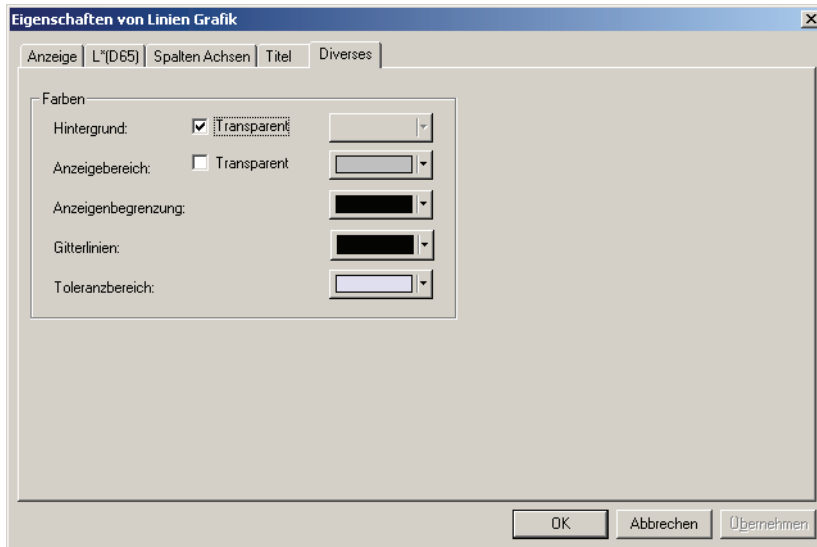 Eigenschaften von Linien Grafik
Anzeige L*(D65) Spalten Achsen Titel Diverses
Farben
Hintergrund: Transparent
Anzeigebereich: Transparent
Anzeigenbegrenzung:
Gitterlinien:
Toleranzbereich:
OK Abbrechen Übernehmen